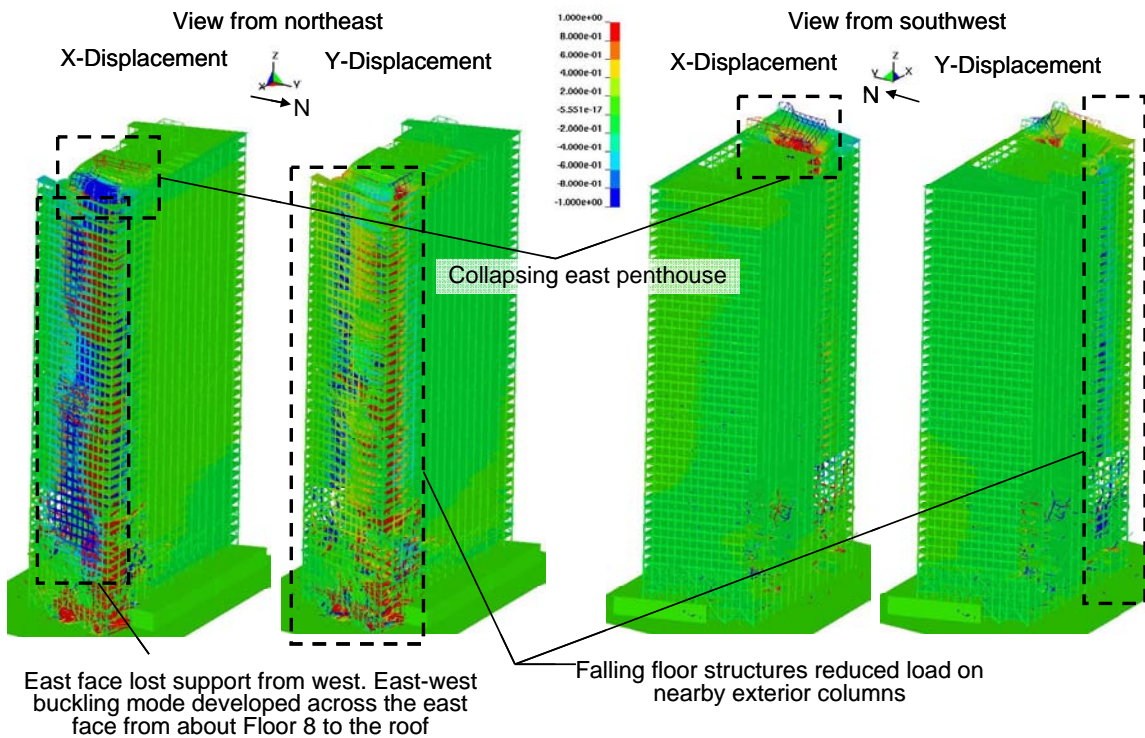 View from northeast
View from southwest
X-Displacement
Y-Displacement
X-Displacement
Y-Displacement
Z
X
Y
N
Z
Y
X
N
1.000e+00
8.000e-01
6.000e-01
4.000e-01
2.000e-01
-5.551e-17
-2.000e-01
-4.000e-01
-6.000e-01
-8.000e-01
-1.000e+00
Collapsing east penthouse
East face lost support from west. East-west
buckling mode developed across the east
face from about Floor 8 to the roof
Falling floor structures reduced load on
nearby exterior columns